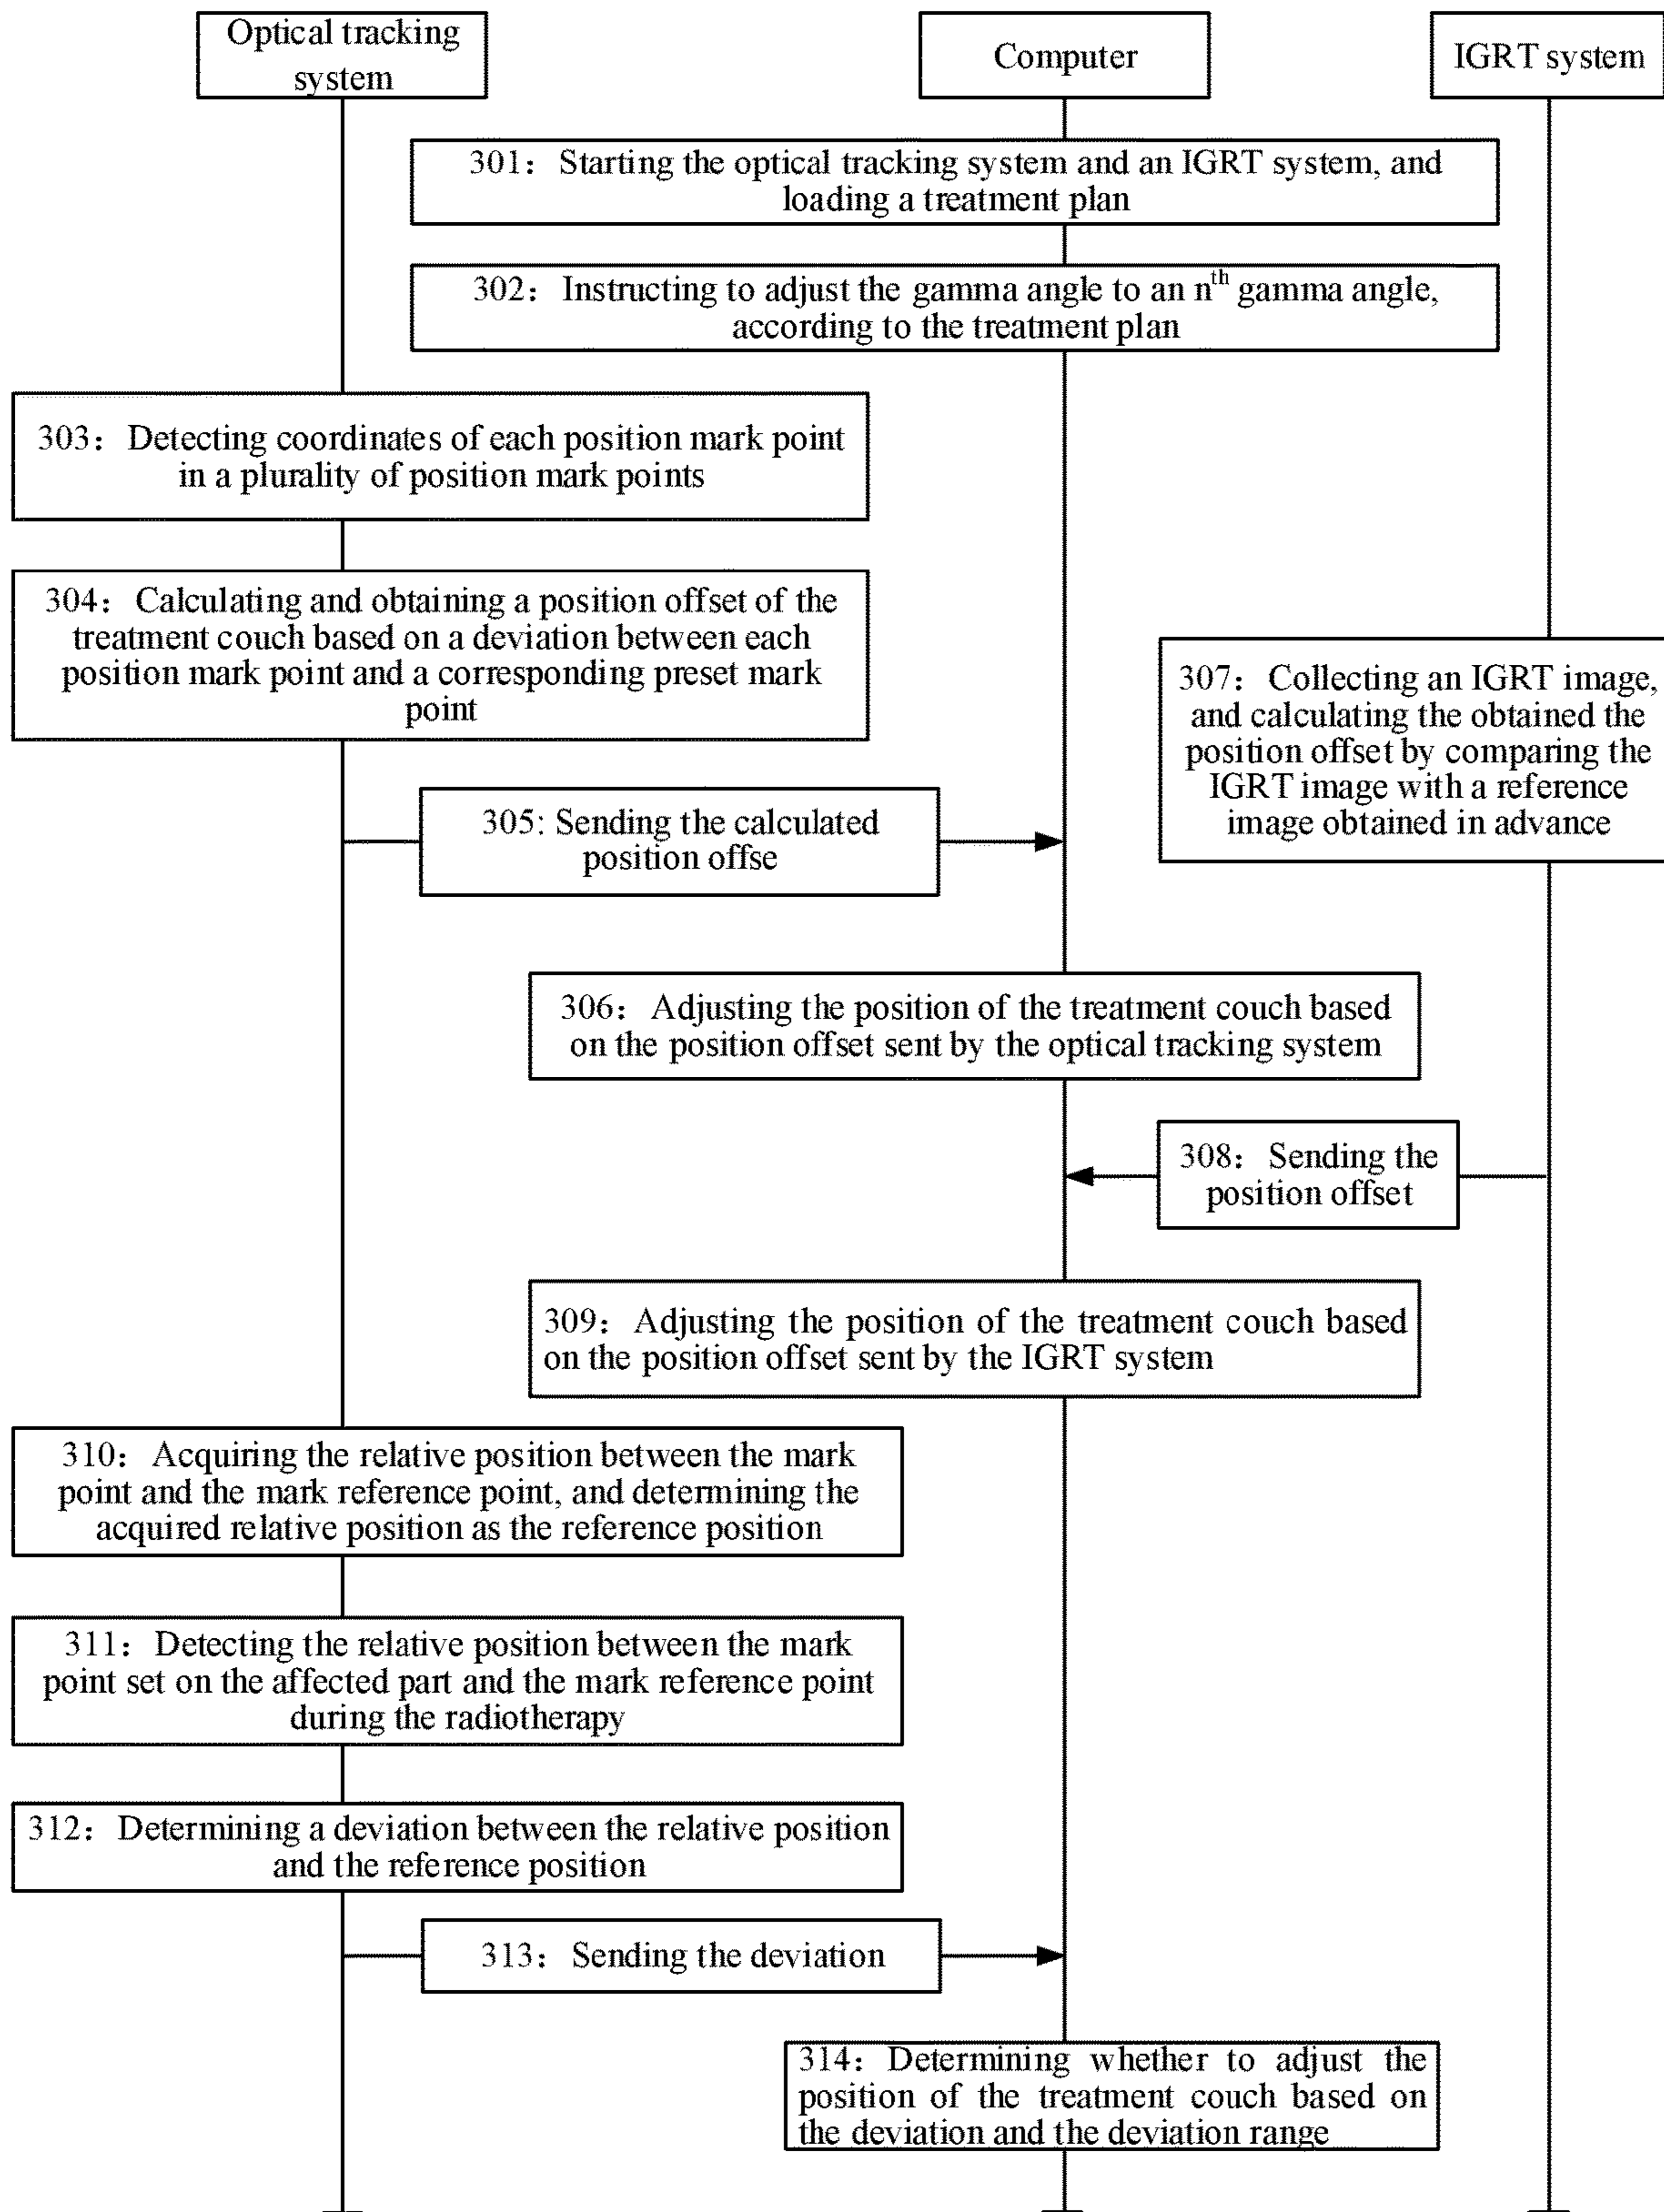 Optical tracking
system
Computer
IGRT system
301：Starting the optical tracking system and an IGRT system, and
loading a treatment plan
302：Instructing to adjust the gamma angle to an nth gamma angle,
according to the treatment plan
303：Detecting coordinates of each position mark point
in a plurality of position mark points
304：Calculating and obtaining a position offset of the
treatment couch based on a deviation between each
position mark point and a corresponding preset mark
point
305: Sending the calculated
position offse
306：Adjusting the position of the treatment couch based
on the position offset sent by the optical tracking system
307：Collecting an IGRT image,
and calculating the obtained the
position offset by comparing the
IGRT image with a reference
image obtained in advance
308：Sending the
position offset
309：Adjusting the position of the treatment couch based
on the position offset sent by the IGRT system
310：Acquiring the relative position between the mark
point and the mark reference point, and determining the
acquired relative position as the reference position
311：Detecting the relative position between the mark
point set on the affected part and the mark reference point
during the radiotherapy
312：Determining a deviation between the relative position
and the reference position
313：Sending the deviation
314：Determining whether to adjust the
position of the treatment couch based on
the deviation and the deviation range